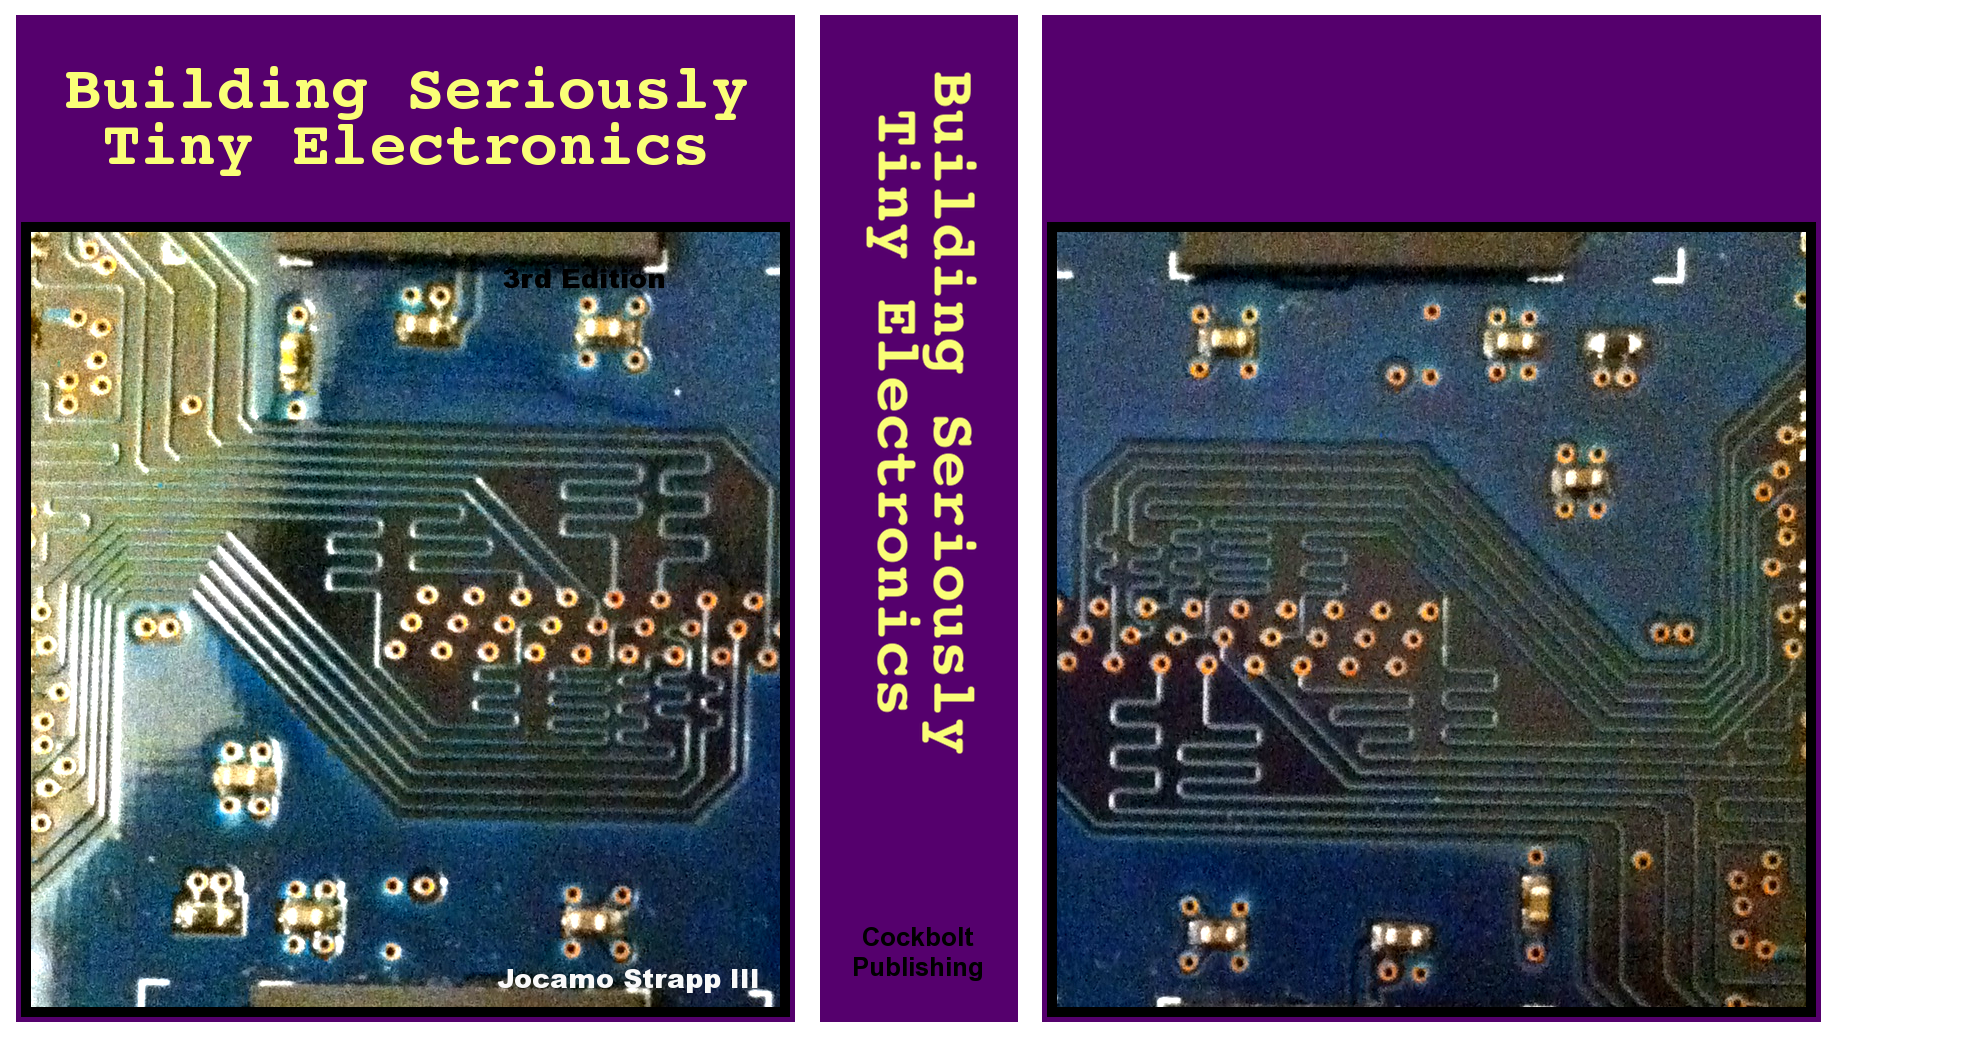 Building Seriously
Tiny Electronics
3rd Edition
Jocamo Strapp III
Building Seriously
Tiny Electronics
Cockbolt
Publishing